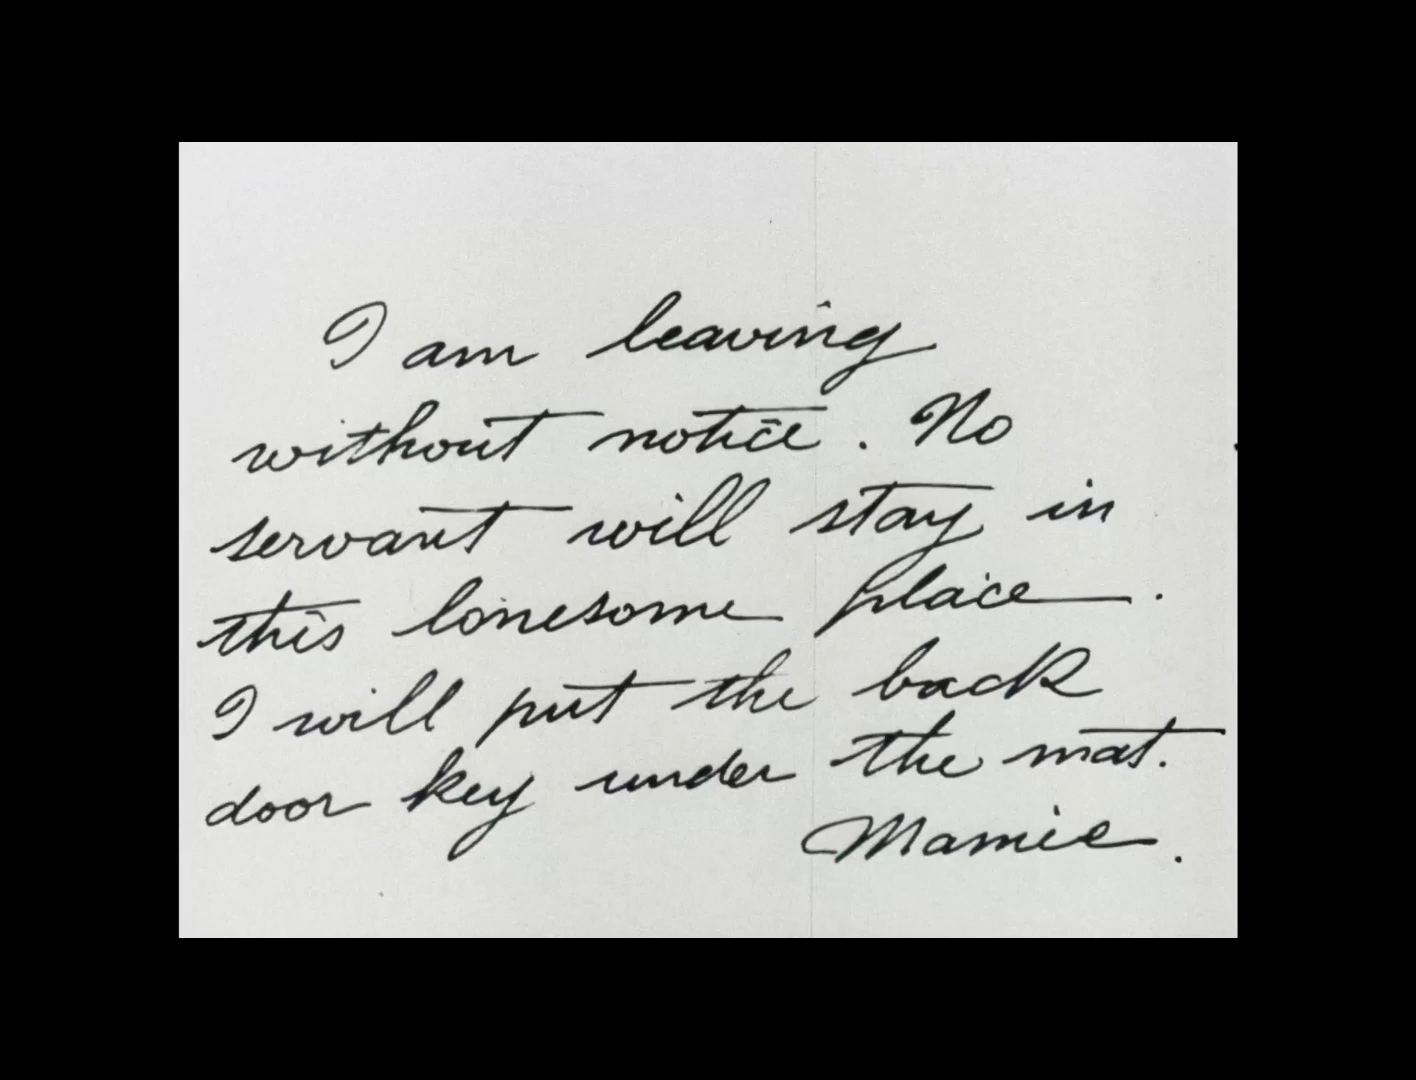 I am leaving
without notice. No
servant will stay in
this lonesome place.
I will put the back
door key under the mat.
Mamie.